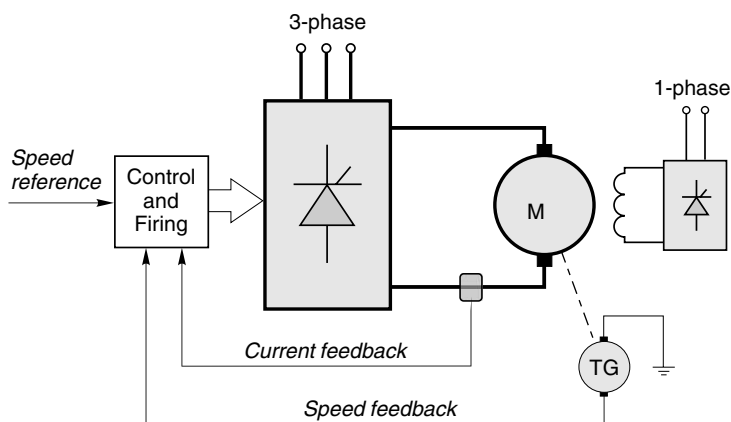 3-phase
1-phase
Speed
reference
Control
and
Firing
M
Current feedback
TG
Speed feedback